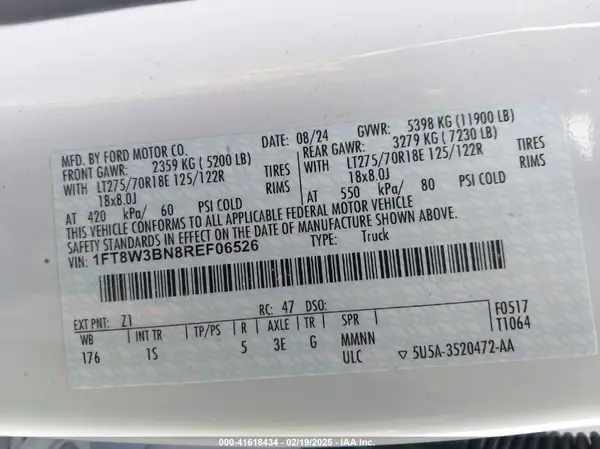 MFD. BY FORD MOTOR CO.
DATE: 08/24 GVWR: 5398 KG (11900 LB)
FRONT GAWR: 2359 KG (5200 LB) REAR GAWR: 3279 KG (7230 LB)
WITH LT275/70R18E 125/122R TIRES WITH LT275/70R18E 125/122R TIRES
18x8.0J RIMS 18x8.0J RIMS
AT 420 kPa/ 60 PSI COLD AT 550 kPa/ 80 PSI COLD
THIS VEHICLE CONFORMS TO ALL APPLICABLE FEDERAL MOTOR VEHICLE
SAFETY STANDARDS IN EFFECT ON THE DATE OF MANUFACTURE SHOWN ABOVE.
VIN: 1FT8W3BN8REF06526 TYPE: Truck
EXT PNT: Z1 RC: 47 DSO: F0517
WB INT TR TP/PS R AXLE TR SPR T1064
176 1S 5 3E G MMNN
ULC ▽ 5U5A-3520472-AA
000-41618434 - 02/19/2025 - IAA Inc.